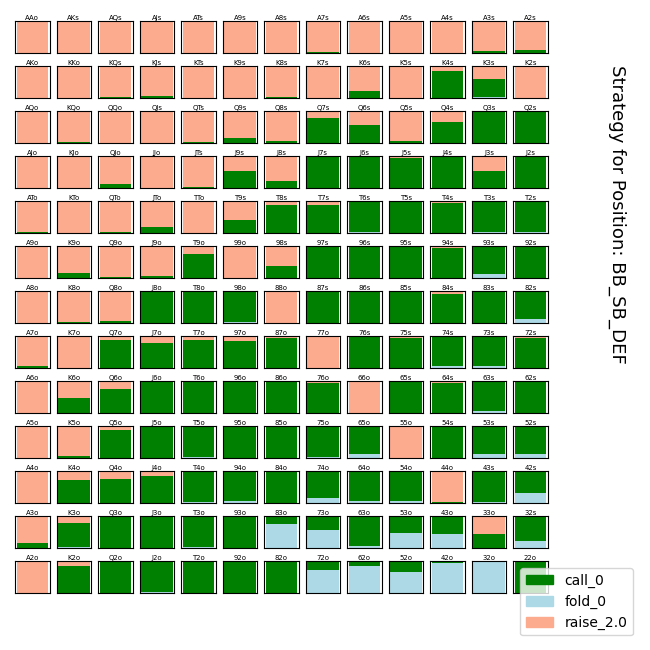 AAo AKs AQs AJs ATs A9s A8s A7s A6s A5s A4s A3s A2s
AKo KKo KQs KJs KTs K9s K8s K7s K6s K5s K4s K3s K2s
AQo KQo QQo QJs QTs Q9s Q8s Q7s Q6s Q5s Q4s Q3s Q2s
AJo KJo QJo JJo JTs J9s J8s J7s J6s J5s J4s J3s J2s
ATo KTo QTo JTo TTo T9s T8s T7s T6s T5s T4s T3s T2s
A9o K9o Q9o J9o T9o 99o 98s 97s 96s 95s 94s 93s 92s
A8o K8o Q8o J8o T8o 98o 88o 87s 86s 85s 84s 83s 82s
A7o K7o Q7o J7o T7o 97o 87o 77o 76s 75s 74s 73s 72s
A6o K6o Q6o J6o T6o 96o 86o 76o 66o 65s 64s 63s 62s
A5o K5o Q5o J5o T5o 95o 85o 75o 65o 55o 54s 53s 52s
A4o K4o Q4o J4o T4o 94o 84o 74o 64o 54o 44o 43s 42s
A3o K3o Q3o J3o T3o 93o 83o 73o 63o 53o 43o 33o 32s
A2o K2o Q2o J2o T2o 92o 82o 72o 62o 52o 42o 32o 22o
Strategy for Position: BB_SB_DEF
call_0
fold_0
raise_2.0